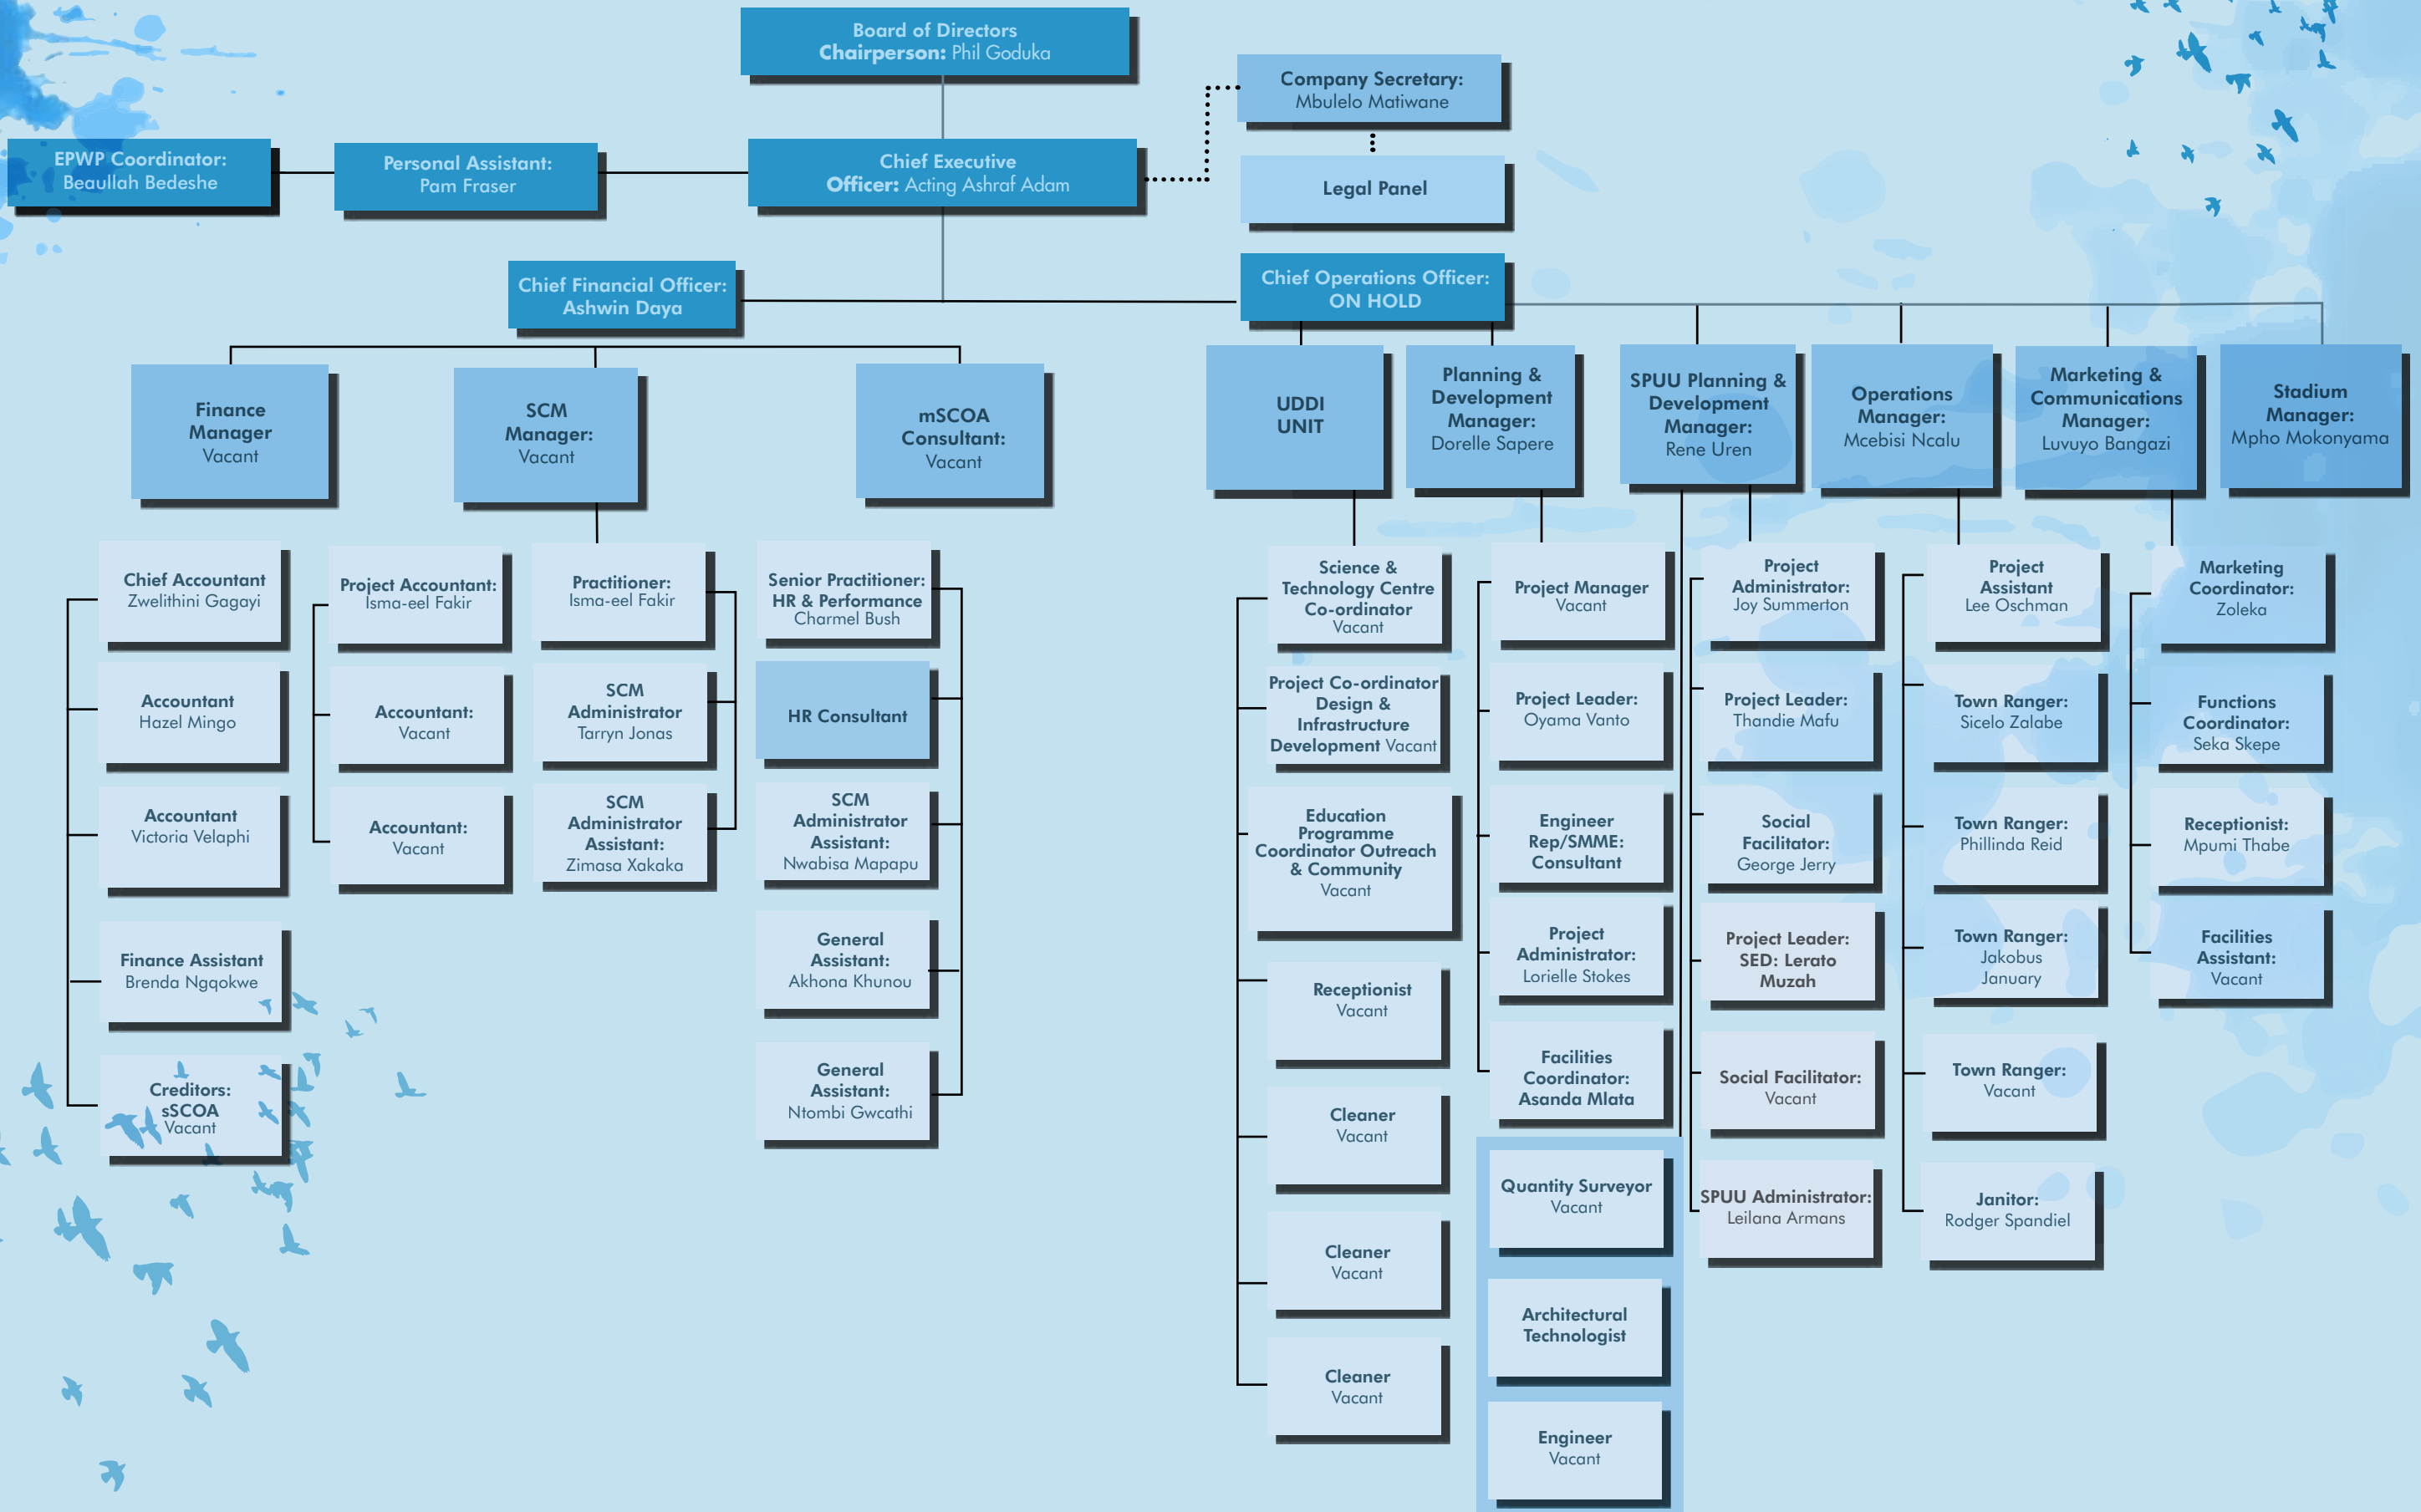 Board of Directors
Chairperson: Phil Goduka
Company Secretary:
Mbulelo Matiwane
EPWP Coordinator:
Beaullah Bedeshe
Personal Assistant:
Pam Fraser
Chief Executive
Officer: Acting Ashraf Adam
Legal Panel
Chief Financial Officer:
Ashwin Daya
Chief Operations Officer:
ON HOLD
Finance
Manager
Vacant
SCM
Manager:
Vacant
mSCOA
Consultant:
Vacant
UDDI
UNIT
Planning &
Development
Manager:
Dorelle Sapere
SPUU Planning &
Development
Manager:
Rene Uren
Operations
Manager:
Mcebisi Ncalu
Marketing &
Communications
Manager:
Luvuyo Bangazi
Stadium
Manager:
Mpho Mokonyama
Chief Accountant
Zwelithini Gagayi
Accountant
Hazel Mingo
Accountant
Victoria Velaphi
Finance Assistant
Brenda Ngqokwe
Creditors:
sSCOA
Vacant
Project Accountant:
Isma-eel Fakir
Accountant:
Vacant
Accountant:
Vacant
Practitioner:
Isma-eel Fakir
SCM
Administrator
Tarryn Jonas
SCM
Administrator
Assistant:
Zimasa Xakaka
Senior Practitioner:
HR & Performance
Charmel Bush
HR Consultant
SCM
Administrator
Assistant:
Nwabisa Mapapu
General
Assistant:
Akhona Khunou
General
Assistant:
Ntombi Gwcathi
Science &
Technology Centre
Co-ordinator
Vacant
Project Co-ordinator
Design &
Infrastructure
Development Vacant
Education
Programme
Coordinator Outreach
& Community
Vacant
Receptionist
Vacant
Cleaner
Vacant
Cleaner
Vacant
Cleaner
Vacant
Project Manager
Vacant
Project Leader:
Oyama Vanto
Engineer
Rep/SMME:
Consultant
Project
Administrator:
Lorielle Stokes
Facilities
Coordinator:
Asanda Mlata
Quantity Surveyor
Vacant
Architectural
Technologist
Engineer
Vacant
Project
Administrator:
Joy Summerton
Project Leader:
Thandie Mafu
Social
Facilitator:
George Jerry
Project Leader:
SED: Lerato
Muzah
Social Facilitator:
Vacant
SPUU Administrator:
Leilana Armans
Project
Assistant
Lee Oschman
Town Ranger:
Sicelo Zalabe
Town Ranger:
Phillinda Reid
Town Ranger:
Jakobus
January
Town Ranger:
Vacant
Janitor:
Rodger Spandiel
Marketing
Coordinator:
Zoleka
Functions
Coordinator:
Seka Skepe
Receptionist:
Mpumi Thabe
Facilities
Assistant:
Vacant